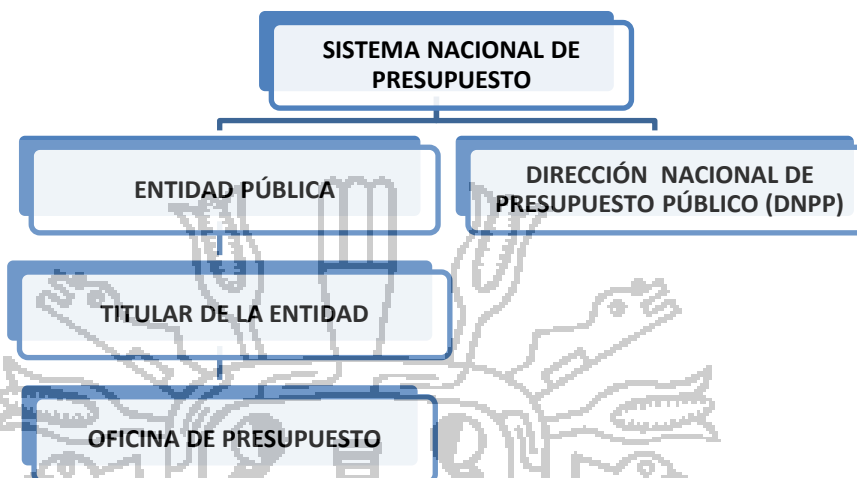 SISTEMA NACIONAL DE
PRESUPUESTO
ENTIDAD PÚBLICA
DIRECCIÓN NACIONAL DE
PRESUPUESTO PÚBLICO (DNPP)
TITULAR DE LA ENTIDAD
OFICINA DE PRESUPUESTO